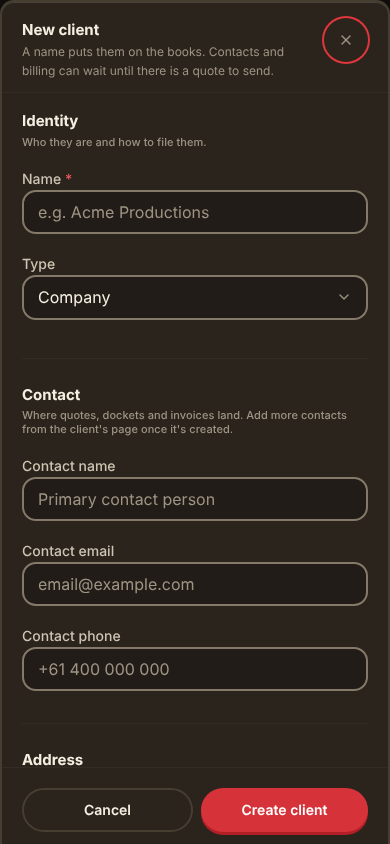 New client
A name puts them on the books. Contacts and
billing can wait until there is a quote to send.
Identity
Who they are and how to file them.
Name *
e.g. Acme Productions
Type
Company
Contact
Where quotes, dockets and invoices land. Add more contacts
from the client's page once it's created.
Contact name
Primary contact person
Contact email
email@example.com
Contact phone
+61 400 000 000
Address
Cancel
Create client